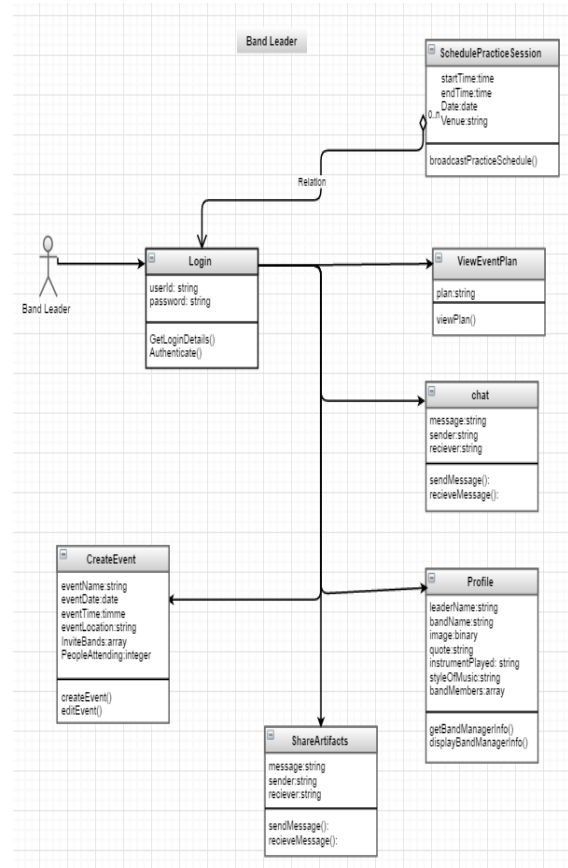 Band Leader
SchedulePracticeSession
startTime:time
endTime:time
Date:date
Venue:string
0..n
broadcastPracticeSchedule()
Relation
Band Leader
Login
userId: string
password: string
GetLoginDetails()
Authenticate()
ViewEventPlan
plan:string
viewPlan()
chat
message:string
sender:string
reciever:string
sendMessage():
recieveMessage():
CreateEvent
eventName:string
eventDate:date
eventTime:timme
eventLocation:string
InviteBands:array
PeopleAttending:integer
createEvent()
editEvent()
Profile
leaderName:string
bandName:string
image:binary
quote:string
instrumentPlayed: string
styleOfMusic:string
bandMembers:array
getBandManagerInfo()
displayBandManagerInfo()
ShareArtifacts
message:string
sender:string
reciever:string
sendMessage():
recieveMessage():